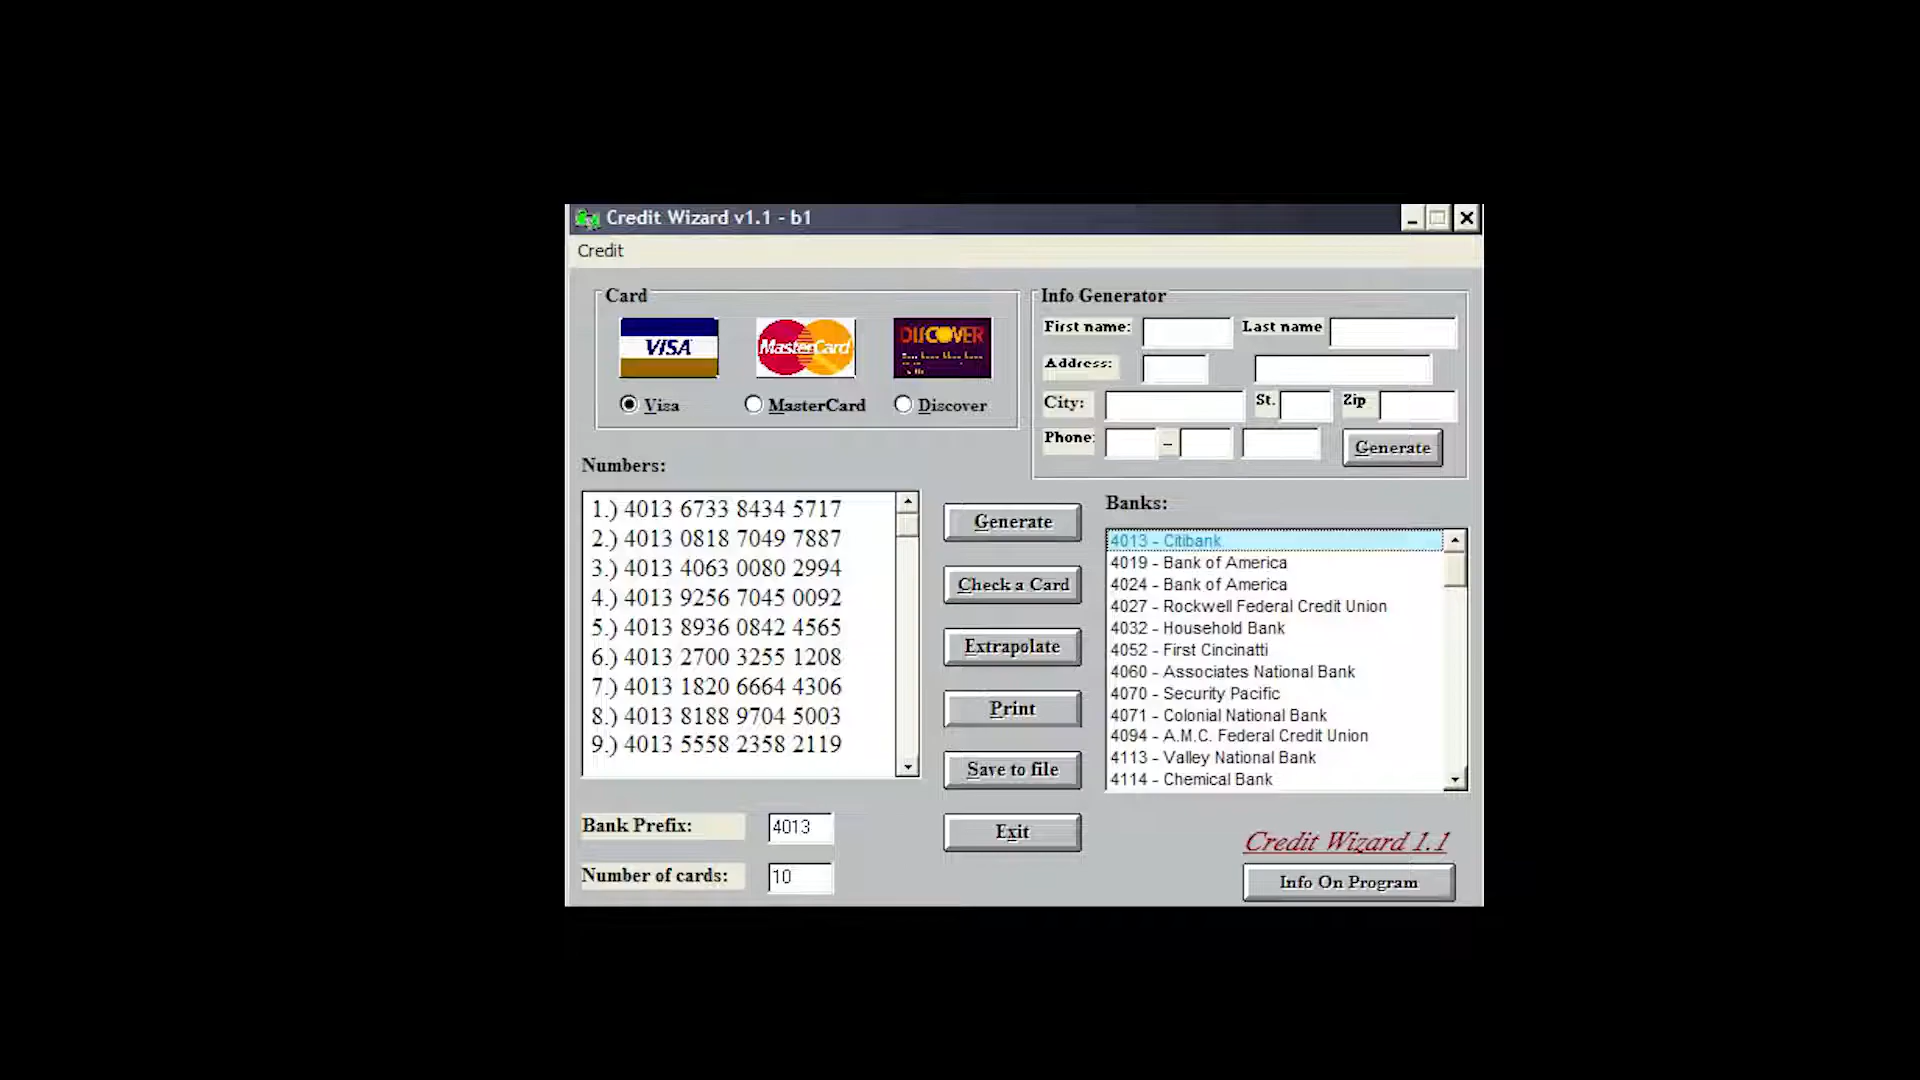 Credit Wizard v1.1 - b1
Credit
Card
VISA
MasterCard
DISCOVER
Visa
MasterCard
Discover
Info Generator
First name:
Last name
Address:
City:
St.
Zip
Phone:
–
Generate
Numbers:
1.) 4013 6733 8434 5717
2.) 4013 0818 7049 7887
3.) 4013 4063 0080 2994
4.) 4013 9256 7045 0092
5.) 4013 8936 0842 4565
6.) 4013 2700 3255 1208
7.) 4013 1820 6664 4306
8.) 4013 8188 9704 5003
9.) 4013 5558 2358 2119
Generate
Check a Card
Extrapolate
Print
Save to file
Exit
Banks:
4013 - Citibank
4019 - Bank of America
4024 - Bank of America
4027 - Rockwell Federal Credit Union
4032 - Household Bank
4052 - First Cincinatti
4060 - Associates National Bank
4070 - Security Pacific
4071 - Colonial National Bank
4094 - A.M.C. Federal Credit Union
4113 - Valley National Bank
4114 - Chemical Bank
Bank Prefix:
4013
Number of cards:
10
Credit Wizard 1.1
Info On Program